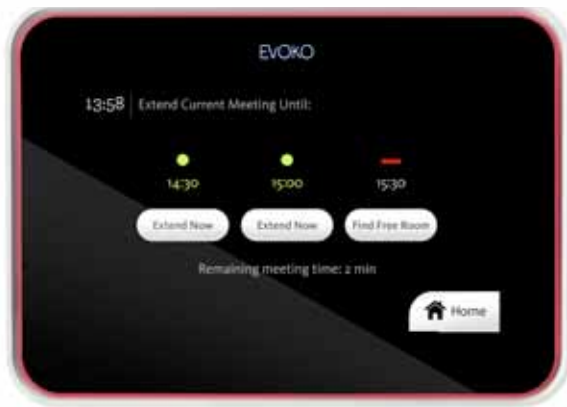 EVOKO
13:58 Extend Current Meeting Until:
14:30 15:00 15:30
Extend Now Extend Now Find Free Room
Remaining meeting time: 2 min
Home